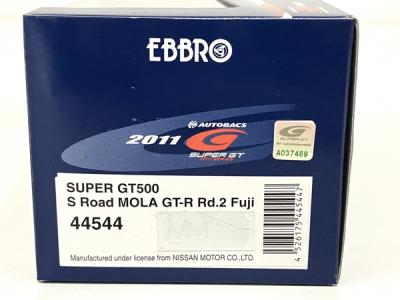 EBBRO
AUTOBACS
2011
SUPER GT
A037489
SUPER GT500
S Road MOLA GT-R Rd.2 Fuji
44544
4 526175 445447
Manufactured under license from NISSAN MOTOR CO.,LTD.